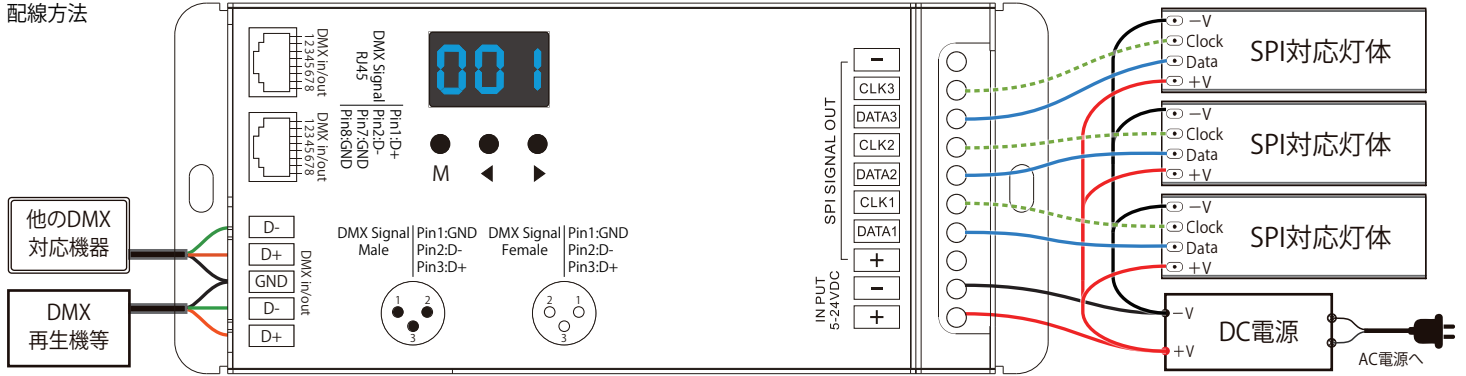 配線方法
DMX in/out
12345678
DMX in/out
12345678
DMX Signal
RJ45
Pin1:D+
Pin2:D-
Pin7:GND
Pin8:GND
001
M
他のDMX
対応機器
DMX
再生機等
D-
D+
GND
D-
D+
DMX in/out
DMX Signal
Male
Pin1:GND
Pin2:D-
Pin3:D+
1 2
3
DMX Signal
Female
Pin1:GND
Pin2:D-
Pin3:D+
2 1
3
SPI SIGNAL OUT
−
CLK3
DATA3
CLK2
DATA2
CLK1
DATA1
+
INPUT
5-24VDC
−
+
−V
Clock
Data
+V
SPI対応灯体
−V
Clock
Data
+V
SPI対応灯体
−V
Clock
Data
+V
SPI対応灯体
−V
+V
DC電源
AC電源へ